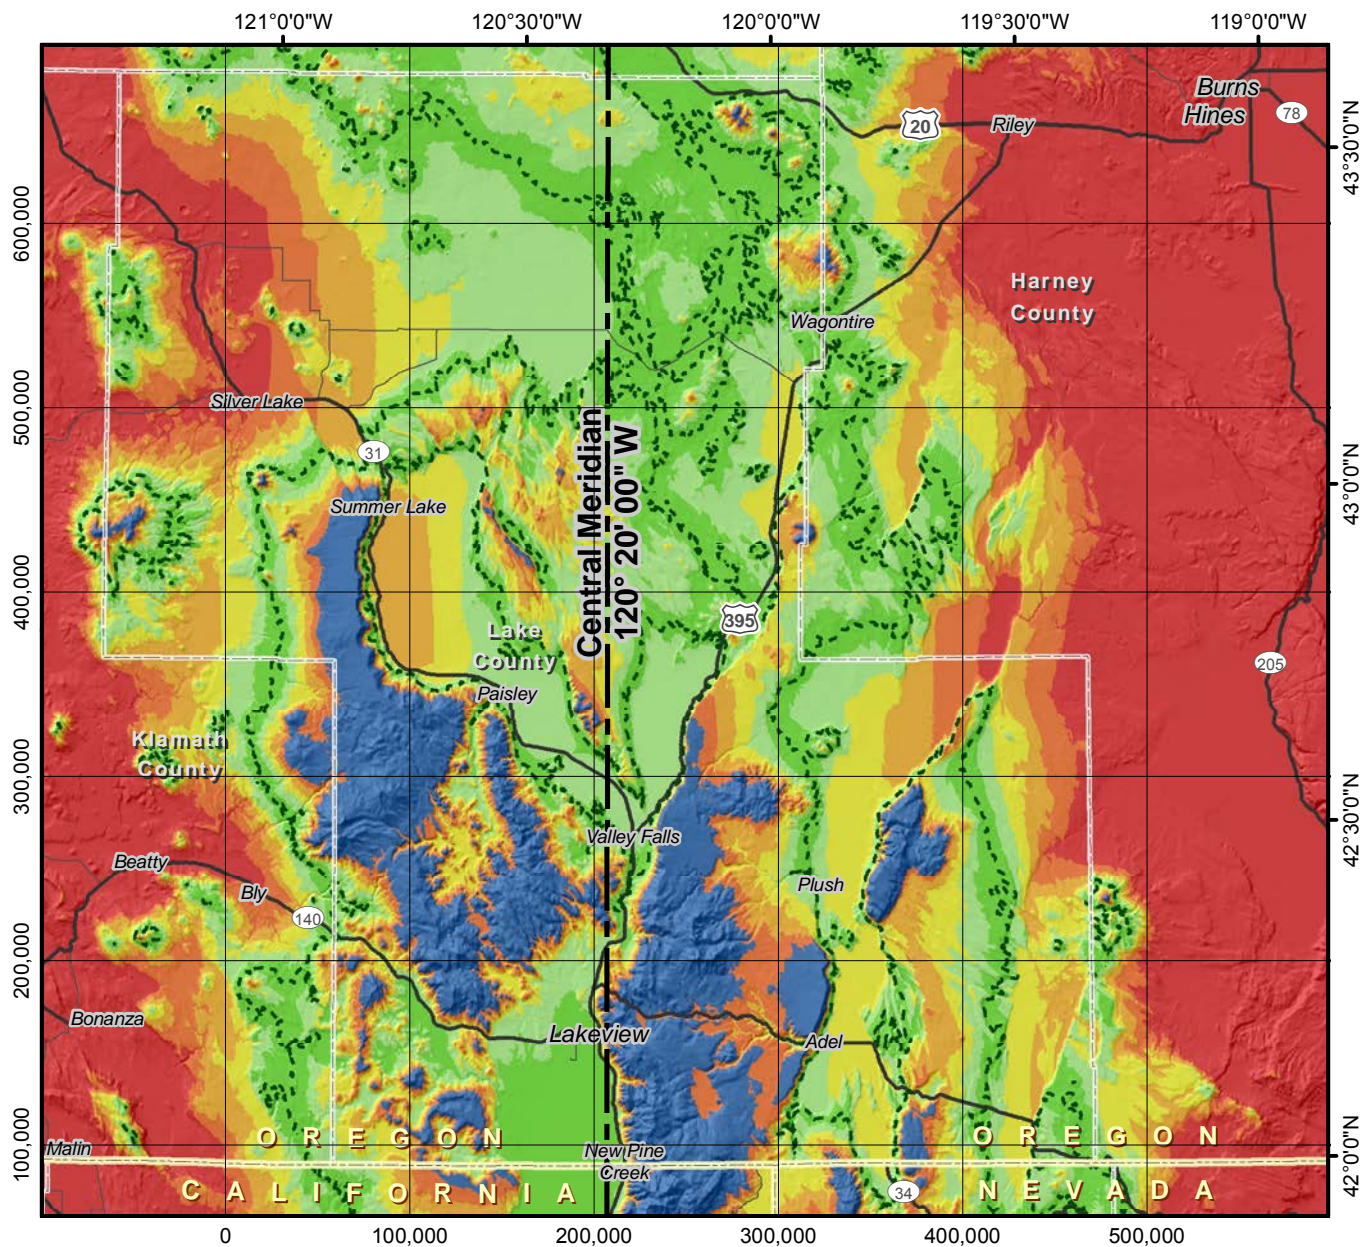 121°0'0"W 120°30'0"W 120°0'0"W 119°30'0"W 119°0'0"W
Burns
Hines
78
20
Riley
43°30'0"N
600,000
Harney
County
Wagontire
500,000
Silver Lake
31
Central Meridian
120° 20' 00" W
43°0'0"N
Summer Lake
400,000
395
Lake
County
205
Paisley
Klamath
County
300,000
42°30'0"N
Valley Falls
Beatty
Bly
Plush
140
200,000
Bonanza
Lakeview
Adel
100,000
Malin
OREGON
New Pine
Creek
OREGON
42°0'0"N
CALIFORNIA
34
NEVADA
0 100,000 200,000 300,000 400,000 500,000